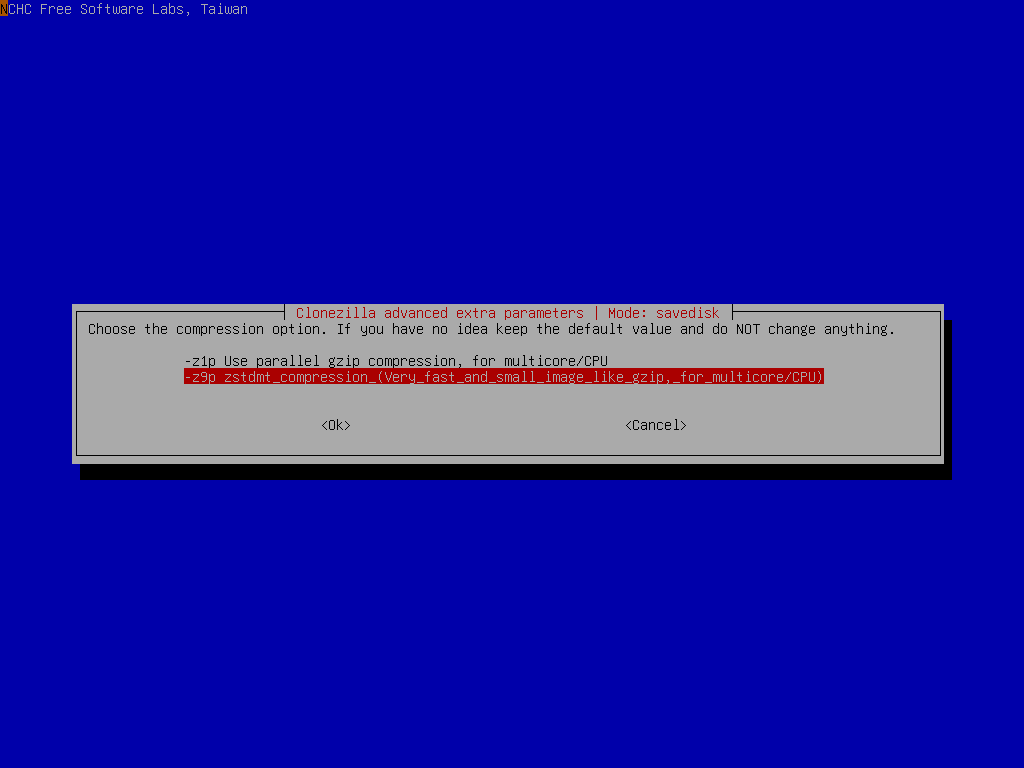 NCHC Free Software Labs, Taiwan
Clonezilla advanced extra parameters | Mode: savedisk
Choose the compression option. If you have no idea keep the default value and do NOT change anything.
-z1p Use parallel gzip compression, for multicore/CPU
-z9p zstdmt_compression_(Very_fast_and_small_image_like_gzip,_for_multicore/CPU)
<Ok> <Cancel>